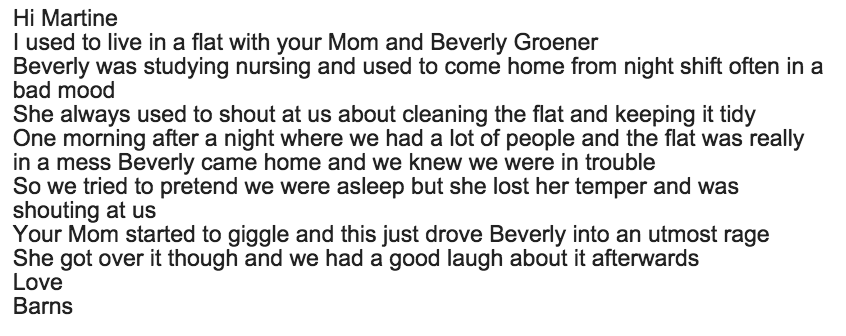 Hi Martine
I used to live in a flat with your Mom and Beverly Groener
Beverly was studying nursing and used to come home from night shift often in a
bad mood
She always used to shout at us about cleaning the flat and keeping it tidy
One morning after a night where we had a lot of people and the flat was really
in a mess Beverly came home and we knew we were in trouble
So we tried to pretend we were asleep but she lost her temper and was
shouting at us
Your Mom started to giggle and this just drove Beverly into an utmost rage
She got over it though and we had a good laugh about it afterwards
Love
Barns